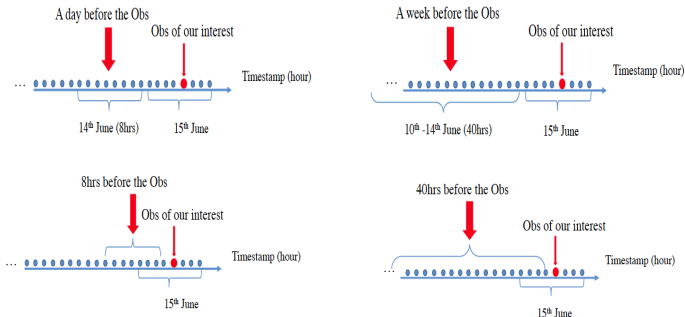 A day before the Obs
Obs of our interest
Timestamp (hour)
...
14th June (8hrs)
15th June
A week before the Obs
Obs of our interest
Timestamp (hour)
...
10th -14th June (40hrs)
15th June
8hrs before the Obs
Obs of our interest
Timestamp (hour)
...
15th June
40hrs before the Obs
Obs of our interest
Timestamp (hour)
...
15th June